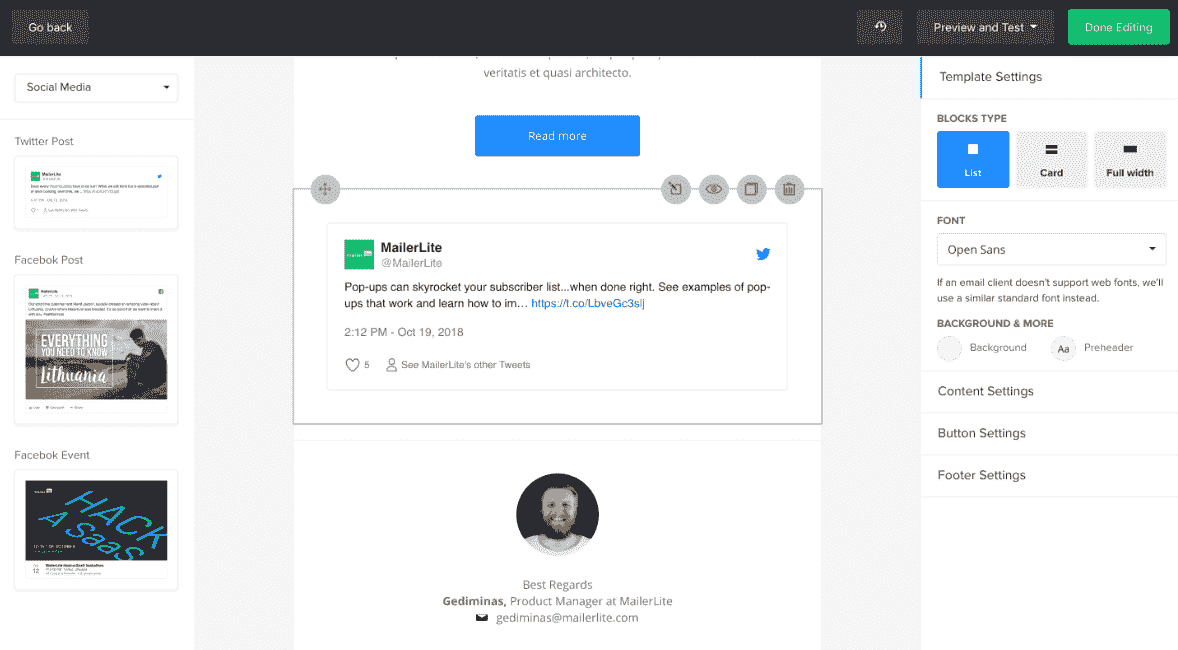 Go back
Preview and Test
Done Editing
Social Media
Twitter Post
MailerLite
Facebok Post
MailerLite
EVERYTHING
YOU NEED TO KNOW
Lithuania
Facebok Event
HACK
A SaaS
12
veritatis et quasi architecto.
Read more
MailerLite
@MailerLite
Pop-ups can skyrocket your subscriber list...when done right. See examples of pop-
ups that work and learn how to im… https://t.co/LbveGc3slj
2:12 PM - Oct 19, 2018
5
See MailerLite's other Tweets
Best Regards
Gediminas, Product Manager at MailerLite
gediminas@mailerlite.com
Template Settings
BLOCKS TYPE
List
Card
Full width
FONT
Open Sans
If an email client doesn't support web fonts, we'll
use a similar standard font instead.
BACKGROUND & MORE
Background
Aa
Preheader
Content Settings
Button Settings
Footer Settings